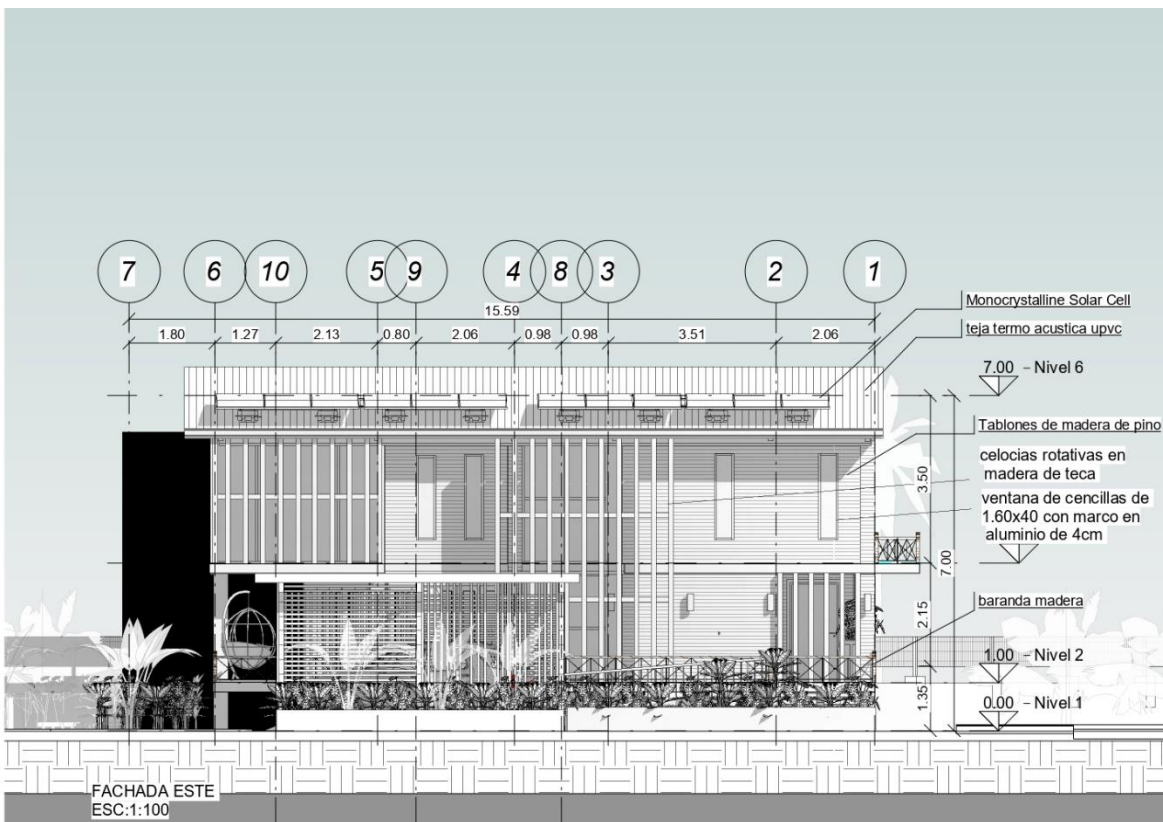 7 6 10 5 9 4 8 3 2 1
15.59
1.80 1.27 2.13 0.80 2.06 0.98 0.98 3.51 2.06
Monocrystalline Solar Cell
teja termo acustica upvc
7.00 - Nivel 6
Tablones de madera de pino
celocias rotativas en
madera de teca
ventana de cencillas de
1.60x40 con marco en
aluminio de 4cm
3.50
7.00
2.15
baranda madera
1.00 - Nivel 2
1.35
0.00 - Nivel 1
FACHADA ESTE
ESC:1:100